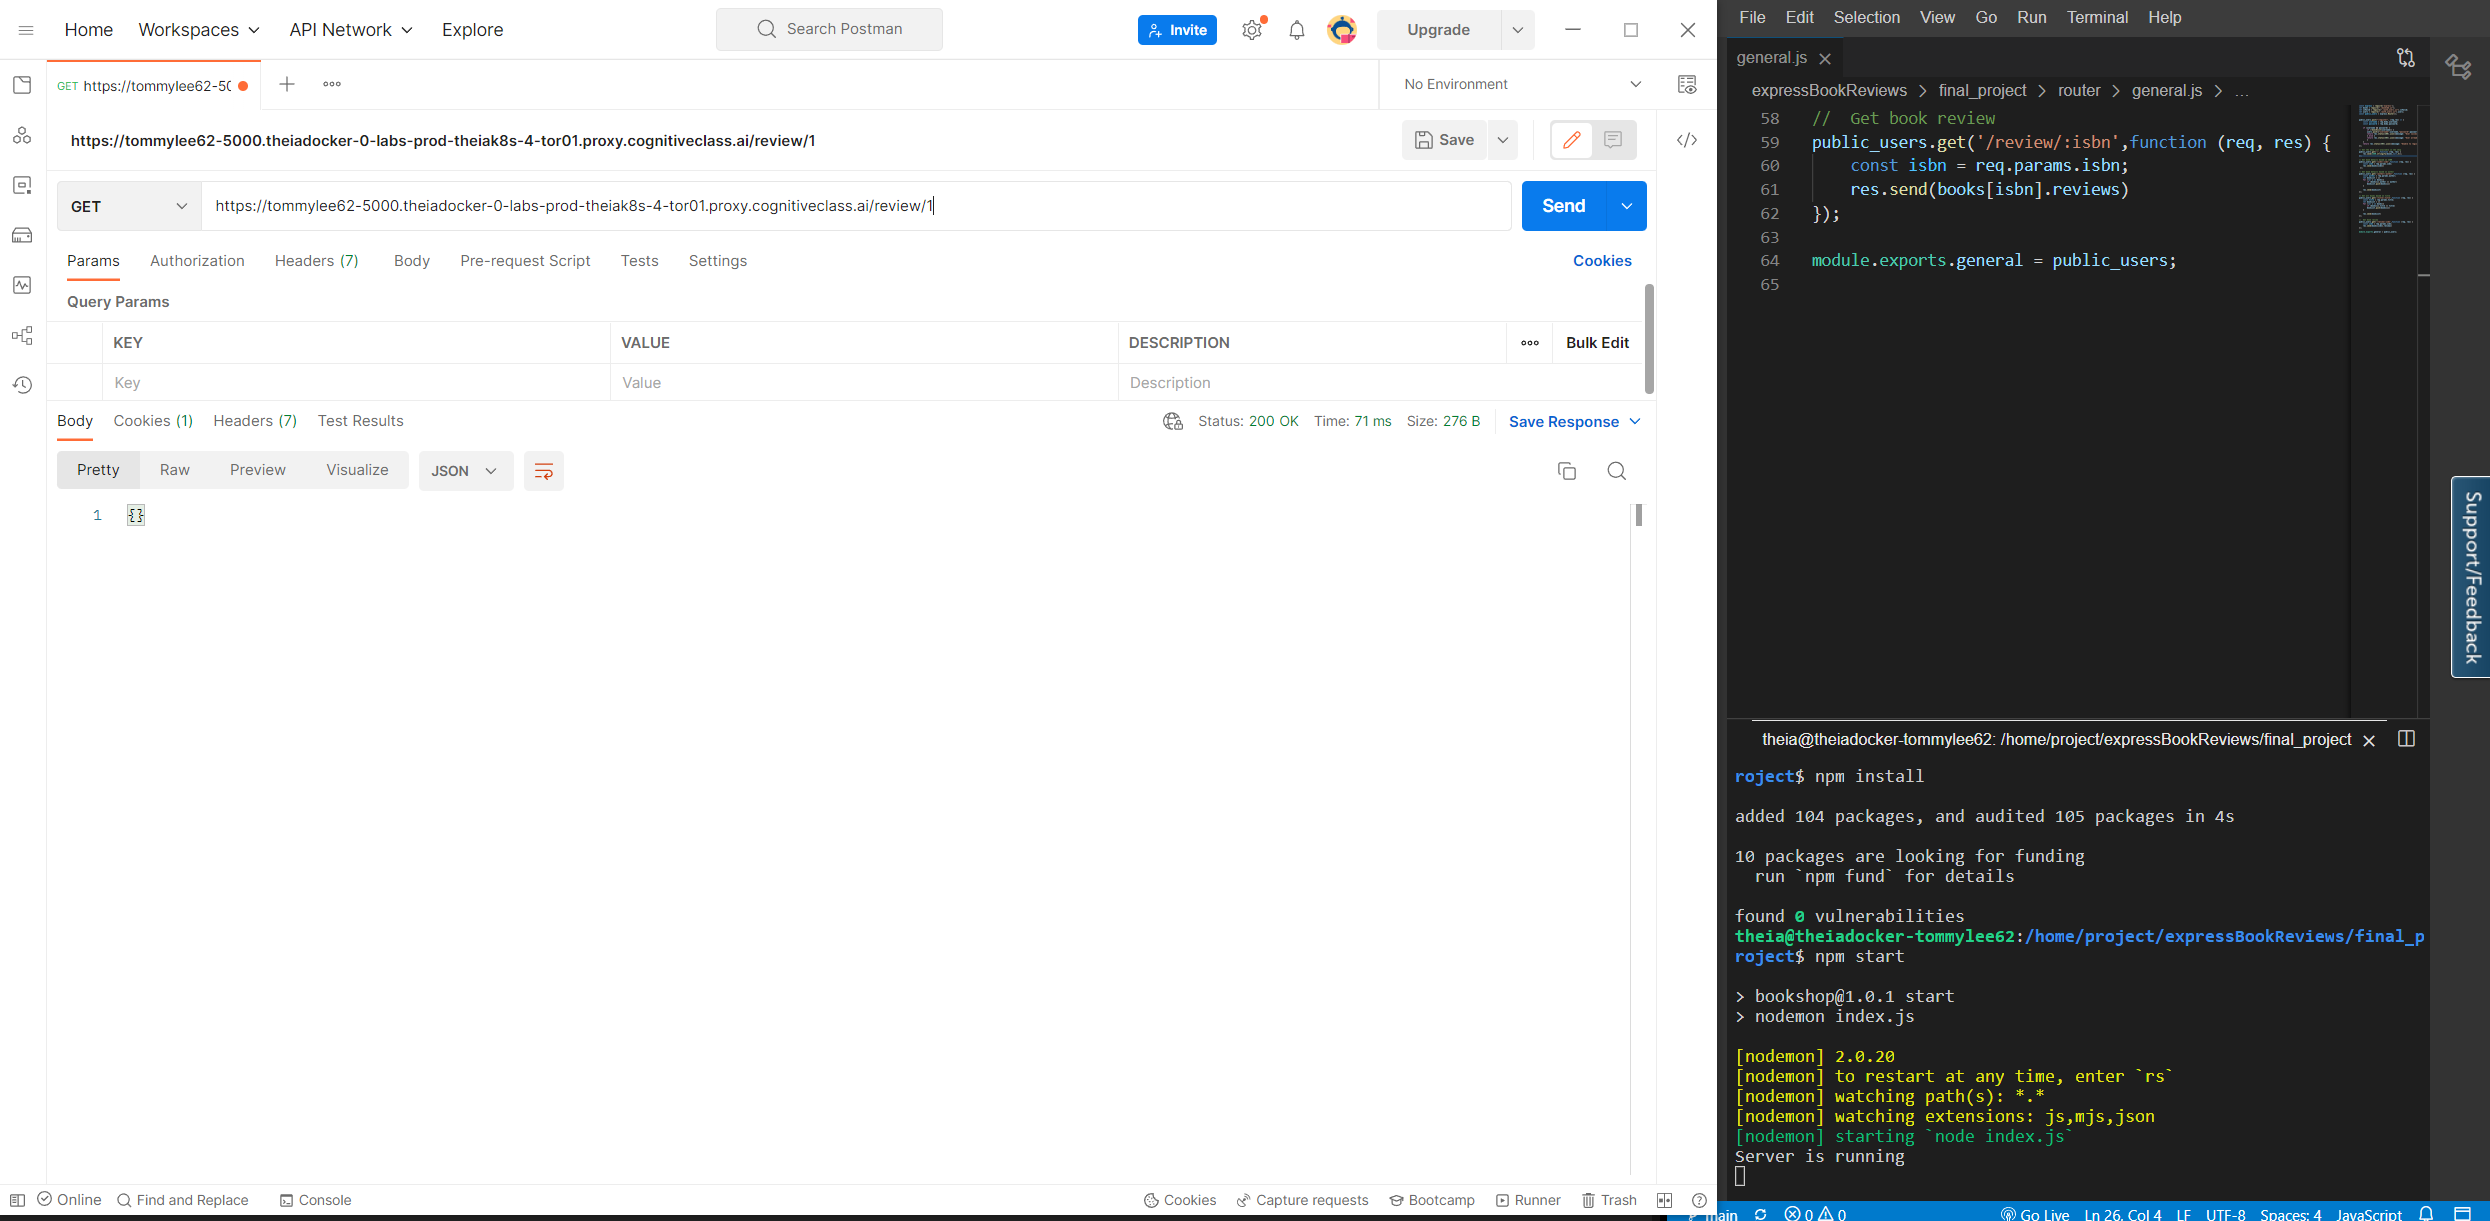 Home Workspaces API Network Explore
Search Postman
Invite
Upgrade
GET https://tommylee62-50
No Environment
https://tommylee62-5000.theiadocker-0-labs-prod-theiak8s-4-tor01.proxy.cognitiveclass.ai/review/1
Save
GET
https://tommylee62-5000.theiadocker-0-labs-prod-theiak8s-4-tor01.proxy.cognitiveclass.ai/review/1
Send
Params Authorization Headers (7) Body Pre-request Script Tests Settings Cookies
Query Params
KEY VALUE DESCRIPTION Bulk Edit
Key Value Description
Body Cookies (1) Headers (7) Test Results
Status: 200 OK Time: 71 ms Size: 276 B Save Response
Pretty Raw Preview Visualize JSON
1 {}
Online Find and Replace Console
Cookies Capture requests Bootcamp Runner Trash
File Edit Selection View Go Run Terminal Help
general.js
expressBookReviews > final_project > router > general.js > ...
58 //  Get book review
59 public_users.get('/review/:isbn',function (req, res) {
60 const isbn = req.params.isbn;
61 res.send(books[isbn].reviews)
62 });
63
64 module.exports.general = public_users;
65
Support/Feedback
theia@theiadocker-tommylee62: /home/project/expressBookReviews/final_project
roject$ npm install
added 104 packages, and audited 105 packages in 4s
10 packages are looking for funding
run `npm fund` for details
found 0 vulnerabilities
theia@theiadocker-tommylee62:/home/project/expressBookReviews/final_p
roject$ npm start
> bookshop@1.0.1 start
> nodemon index.js
[nodemon] 2.0.20
[nodemon] to restart at any time, enter `rs`
[nodemon] watching path(s): *.*
[nodemon] watching extensions: js,mjs,json
[nodemon] starting `node index.js`
Server is running
main 0 0 Go Live Ln 26, Col 4 LF UTF-8 Spaces: 4 JavaScript